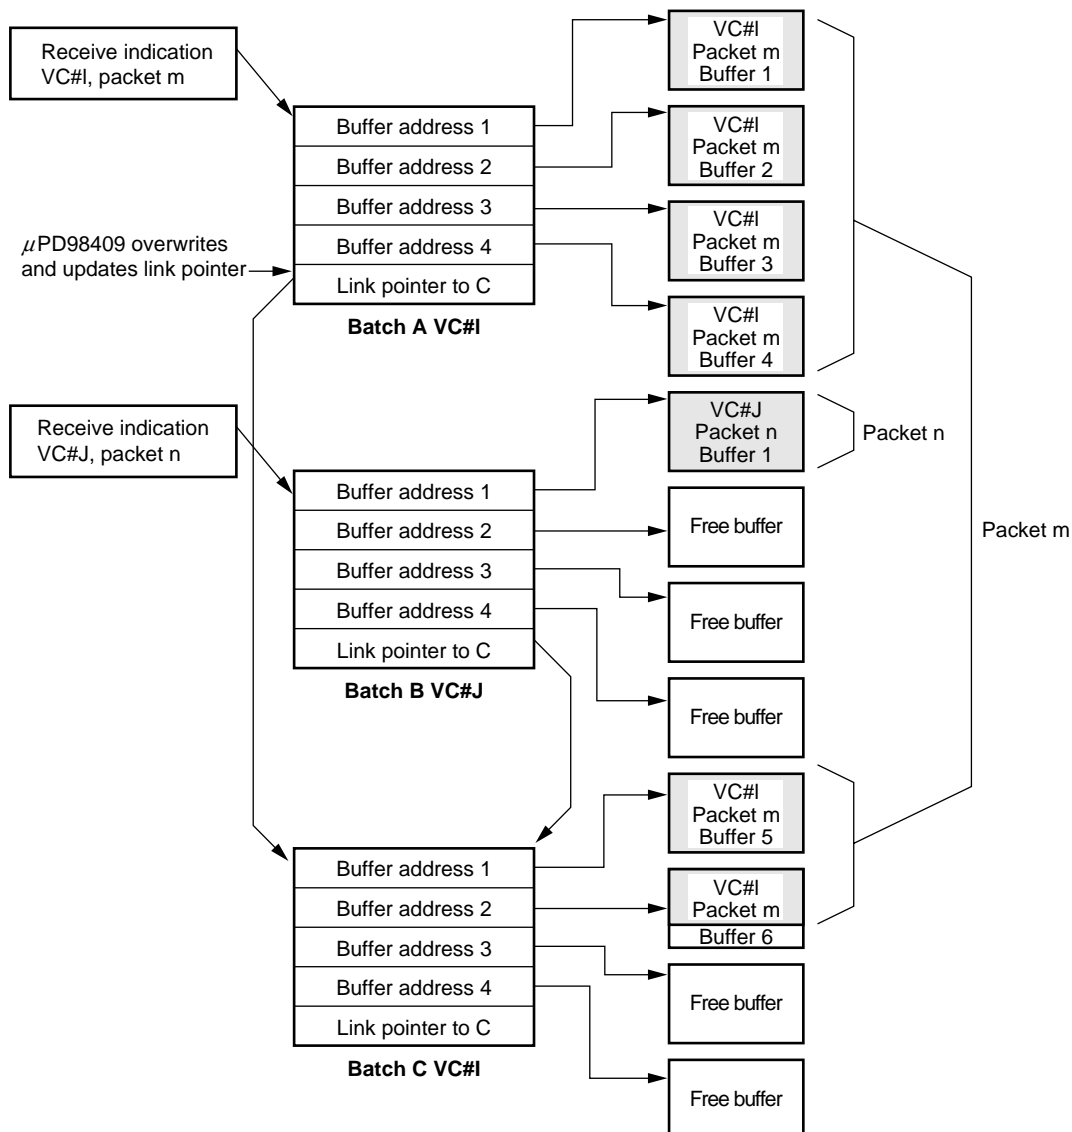 Receive indication
VC#I, packet m
Buffer address 1
Buffer address 2
Buffer address 3
Buffer address 4
Link pointer to C
Batch A VC#I
µPD98409 overwrites
and updates link pointer
VC#I
Packet m
Buffer 1
VC#I
Packet m
Buffer 2
VC#I
Packet m
Buffer 3
VC#I
Packet m
Buffer 4
Receive indication
VC#J, packet n
Buffer address 1
Buffer address 2
Buffer address 3
Buffer address 4
Link pointer to C
Batch B VC#J
VC#J
Packet n
Buffer 1
Packet n
Free buffer
Free buffer
Free buffer
Packet m
Buffer address 1
Buffer address 2
Buffer address 3
Buffer address 4
Link pointer to C
Batch C VC#I
VC#I
Packet m
Buffer 5
VC#I
Packet m
Buffer 6
Free buffer
Free buffer